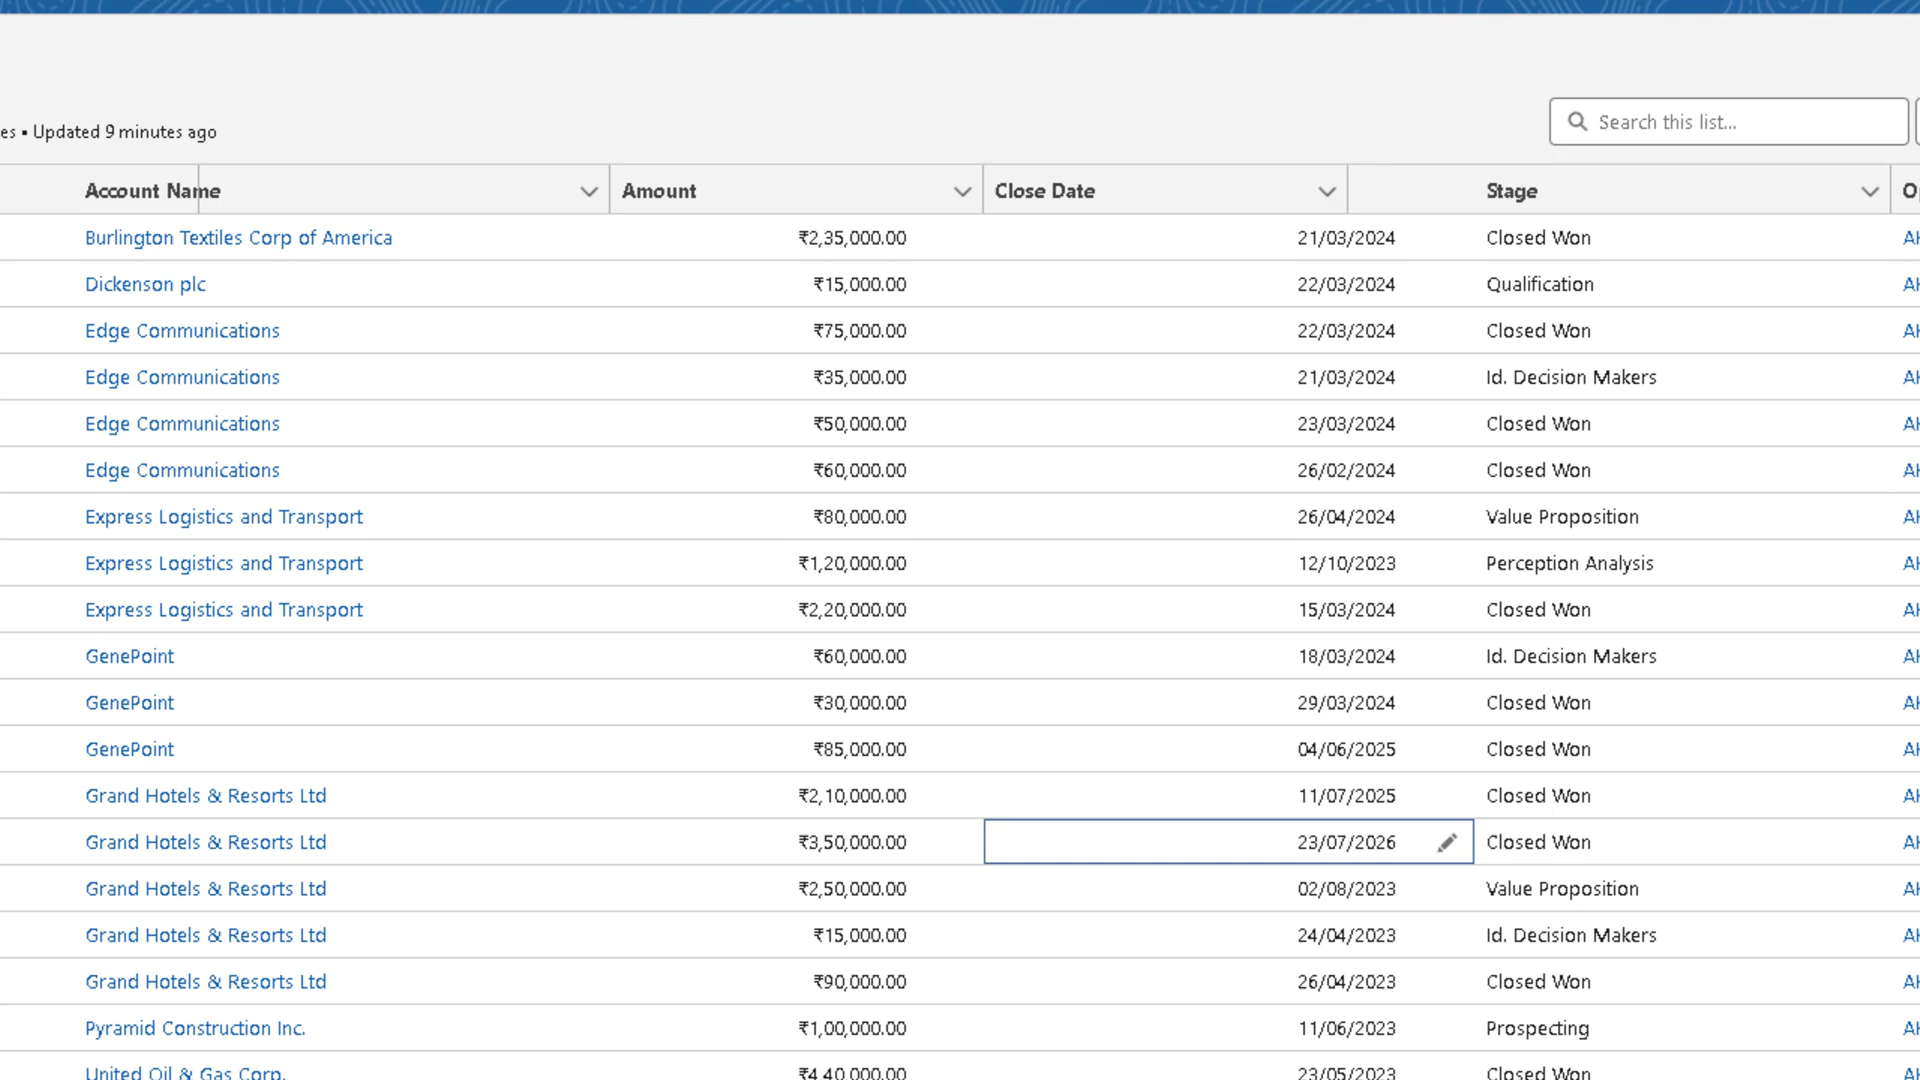 es • Updated 9 minutes ago
Search this list...
Account Name Amount Close Date Stage
Burlington Textiles Corp of America ₹2,35,000.00 21/03/2024 Closed Won
Dickenson plc ₹15,000.00 22/03/2024 Qualification
Edge Communications ₹75,000.00 22/03/2024 Closed Won
Edge Communications ₹35,000.00 21/03/2024 Id. Decision Makers
Edge Communications ₹50,000.00 23/03/2024 Closed Won
Edge Communications ₹60,000.00 26/02/2024 Closed Won
Express Logistics and Transport ₹80,000.00 26/04/2024 Value Proposition
Express Logistics and Transport ₹1,20,000.00 12/10/2023 Perception Analysis
Express Logistics and Transport ₹2,20,000.00 15/03/2024 Closed Won
GenePoint ₹60,000.00 18/03/2024 Id. Decision Makers
GenePoint ₹30,000.00 29/03/2024 Closed Won
GenePoint ₹85,000.00 04/06/2025 Closed Won
Grand Hotels & Resorts Ltd ₹2,10,000.00 11/07/2025 Closed Won
Grand Hotels & Resorts Ltd ₹3,50,000.00 23/07/2026 Closed Won
Grand Hotels & Resorts Ltd ₹2,50,000.00 02/08/2023 Value Proposition
Grand Hotels & Resorts Ltd ₹15,000.00 24/04/2023 Id. Decision Makers
Grand Hotels & Resorts Ltd ₹90,000.00 26/04/2023 Closed Won
Pyramid Construction Inc. ₹1,00,000.00 11/06/2023 Prospecting
United Oil & Gas Corp. ₹4,40,000.00 23/05/2023 Closed Won